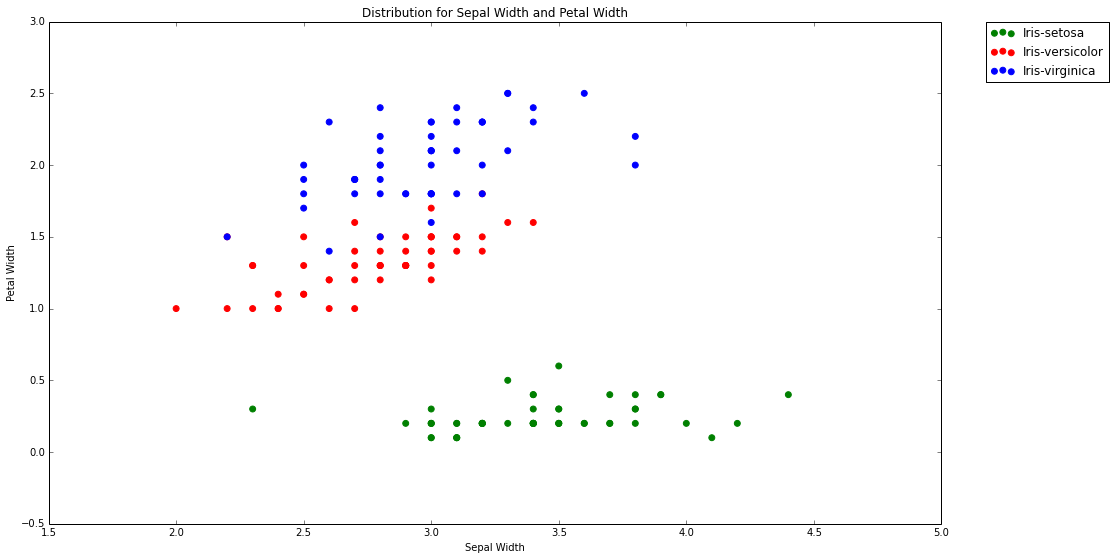 Distribution for Sepal Width and Petal Width
Iris-setosa
Iris-versicolor
Iris-virginica
3.0
2.5
2.0
1.5
1.0
0.5
0.0
−0.5
Petal Width
1.5 2.0 2.5 3.0 3.5 4.0 4.5 5.0
Sepal Width